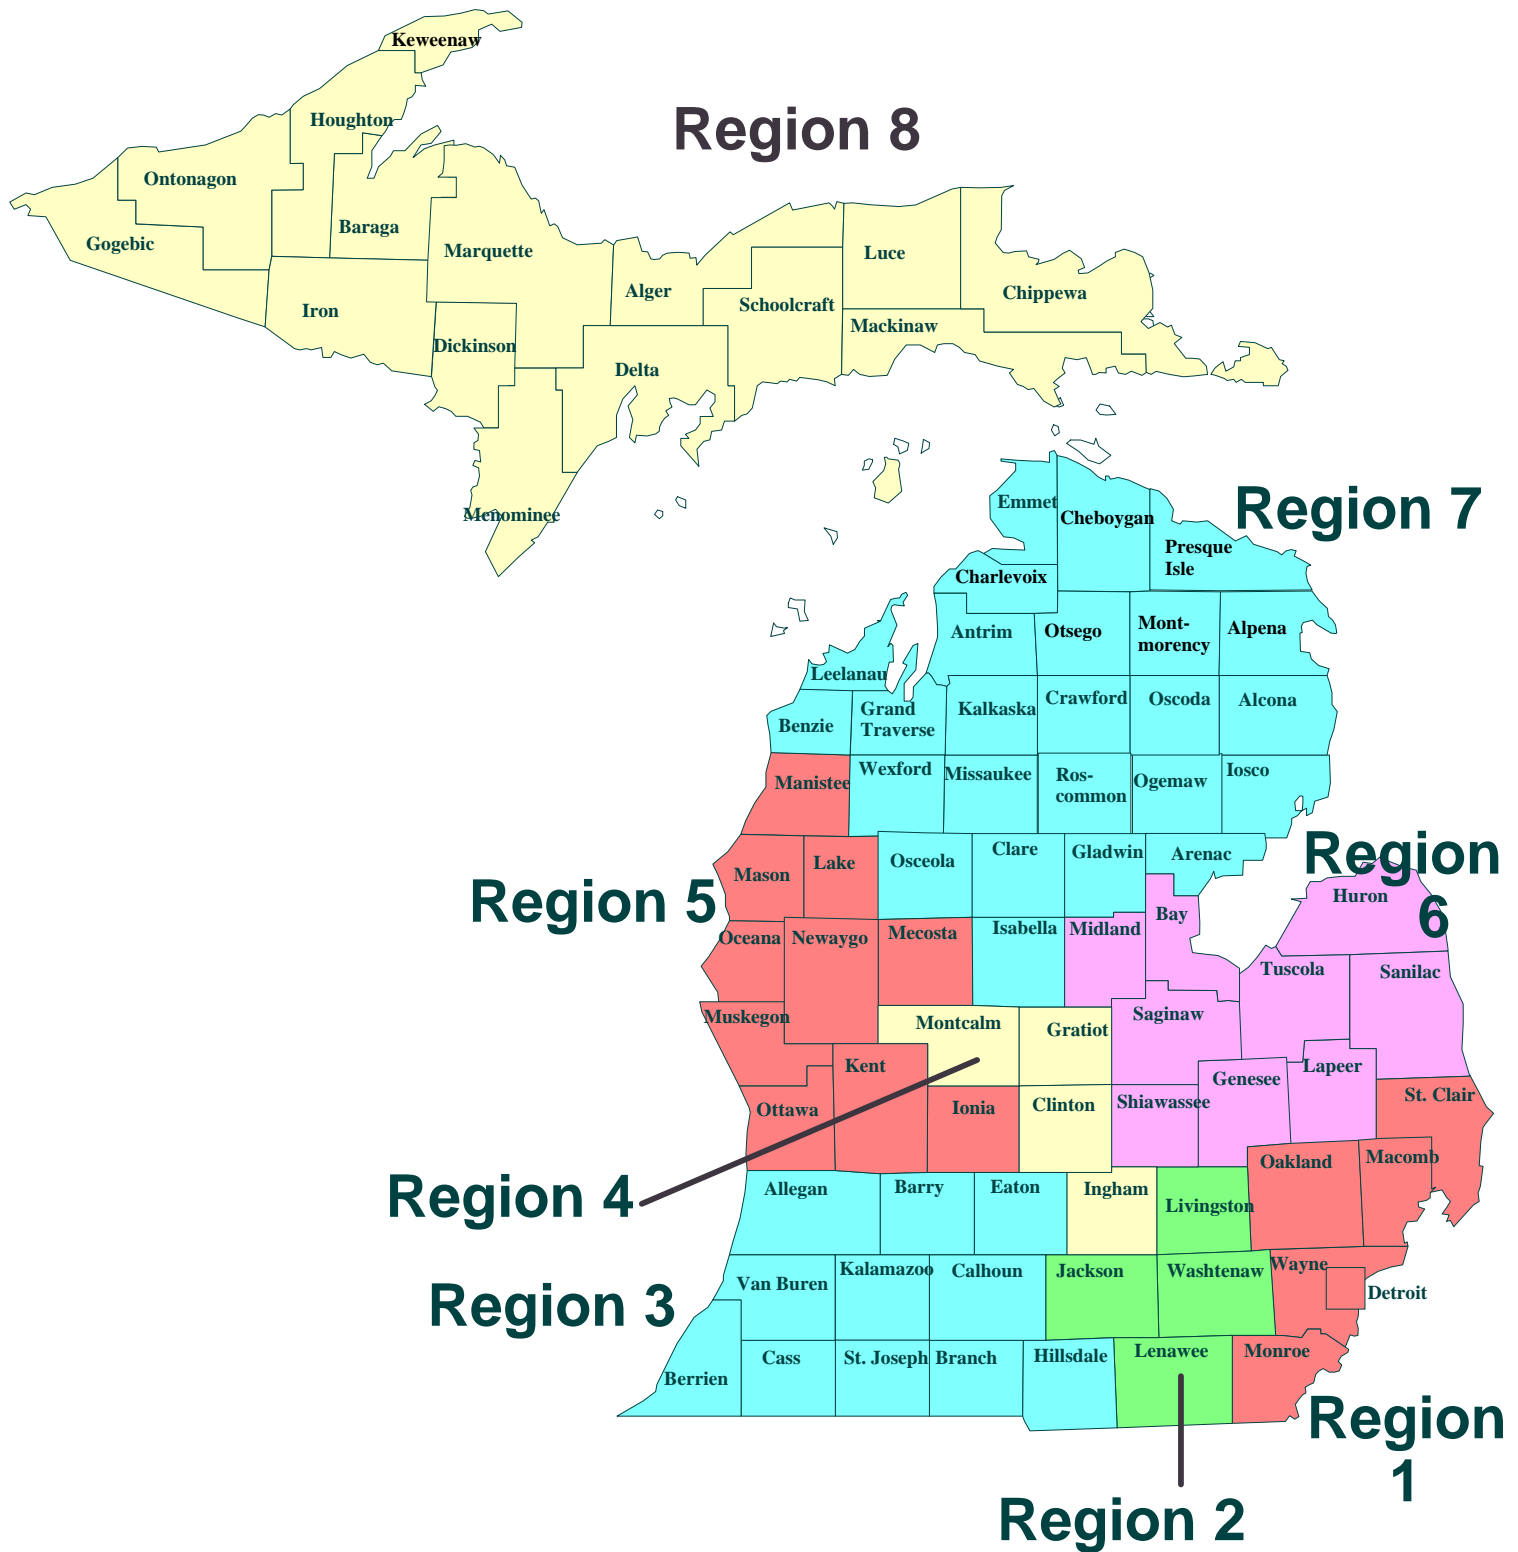 Keweenaw
Region 8
Houghton
Ontonagon
Baraga
Gogebic
Marquette
Luce
Alger
Chippewa
Schoolcraft
Iron
Mackinaw
Dickinson
Delta
Menominee
Emmet
Region 7
Cheboygan
Presque
Isle
Charlevoix
Antrim
Otsego
Mont-
morency
Alpena
Leelanau
Benzie
Grand
Traverse
Kalkaska
Crawford
Oscoda
Alcona
Manistee
Wexford
Missaukee
Ros-
common
Ogemaw
Iosco
Region 5
Mason
Lake
Osceola
Clare
Gladwin
Arenac
Region
6
Huron
Oceana
Newaygo
Mecosta
Isabella
Midland
Bay
Tuscola
Sanilac
Muskegon
Montcalm
Gratiot
Saginaw
Kent
Genesee
Lapeer
Ottawa
Ionia
Clinton
Shiawassee
St. Clair
Region 4
Allegan
Barry
Eaton
Ingham
Livingston
Oakland
Macomb
Region 3
Van Buren
Kalamazoo
Calhoun
Jackson
Washtenaw
Wayne
Detroit
Berrien
Cass
St. Joseph
Branch
Hillsdale
Lenawee
Monroe
Region
1
Region 2